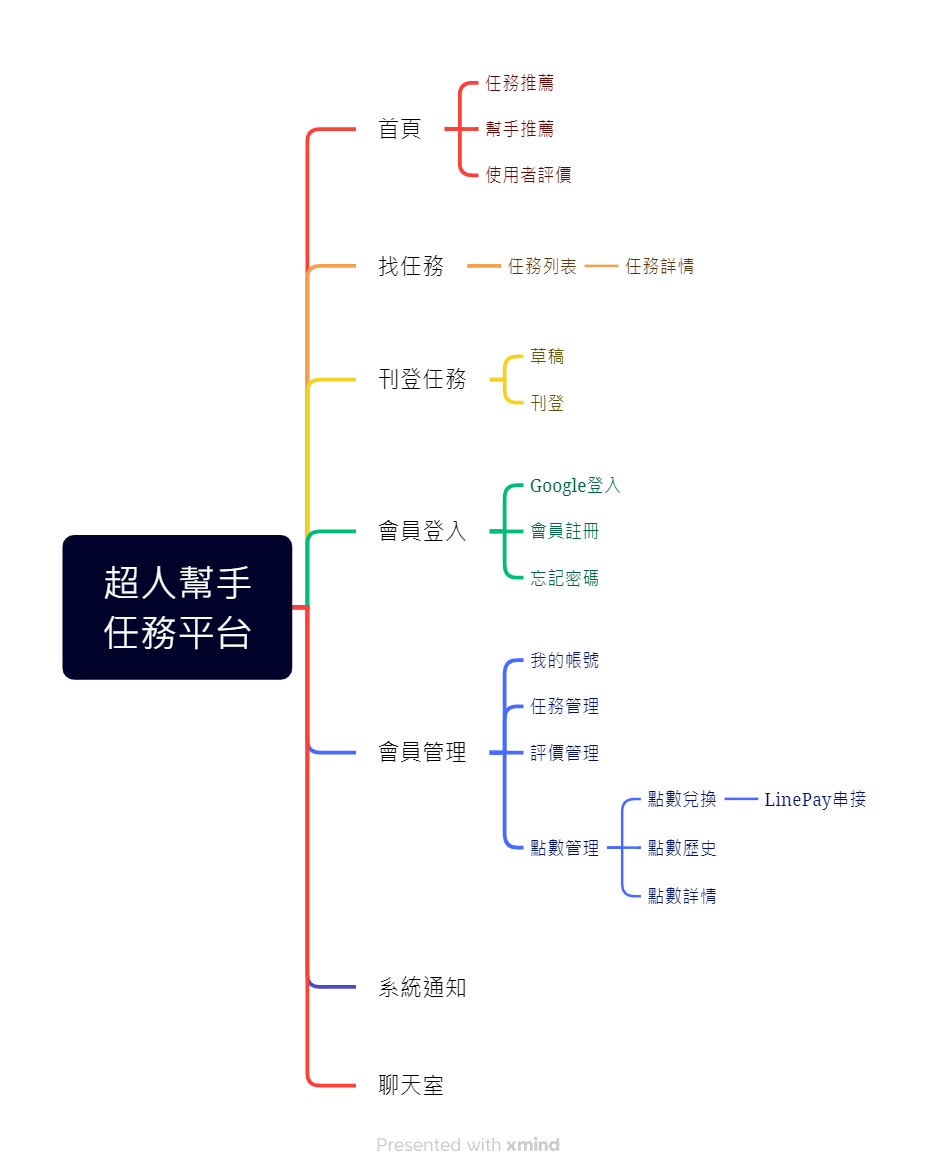 超人幫手
任務平台
首頁
任務推薦
幫手推薦
使用者評價
找任務
任務列表
任務詳情
刊登任務
草稿
刊登
會員登入
Google登入
會員註冊
忘記密碼
會員管理
我的帳號
任務管理
評價管理
點數管理
點數兌換
LinePay串接
點數歷史
點數詳情
系統通知
聊天室
Presented with xmind